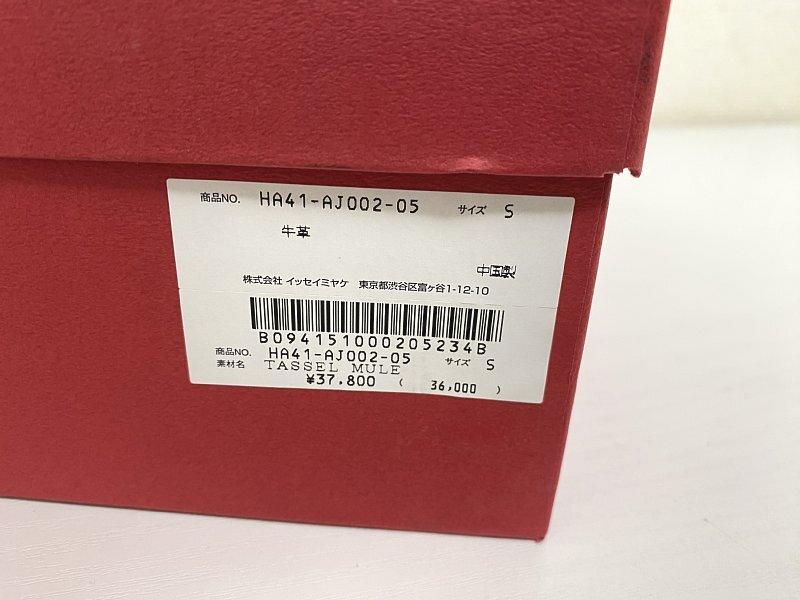 商品NO. HA41-AJ002-05 サイズ S
牛革
中国製
株式会社 イッセイミヤケ 東京都渋谷区富ヶ谷1-12-10
B094151000205234B
商品NO. HA41-AJ002-05 サイズ S
素材名 TASSEL MULE
¥37,800 ( 36,000 )